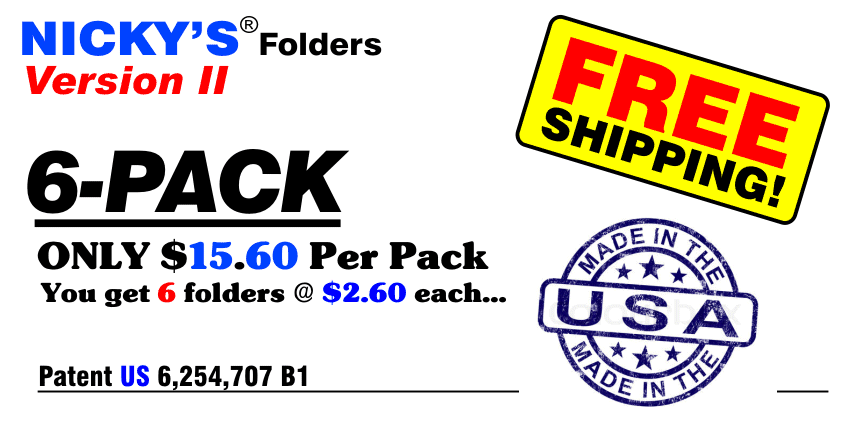 NICKY'S® Folders
Version II
FREE
SHIPPING!
6-PACK
ONLY $15.60 Per Pack
You get 6 folders @ $2.60 each...
MADE IN THE
USA
MADE IN THE
Patent US 6,254,707 B1